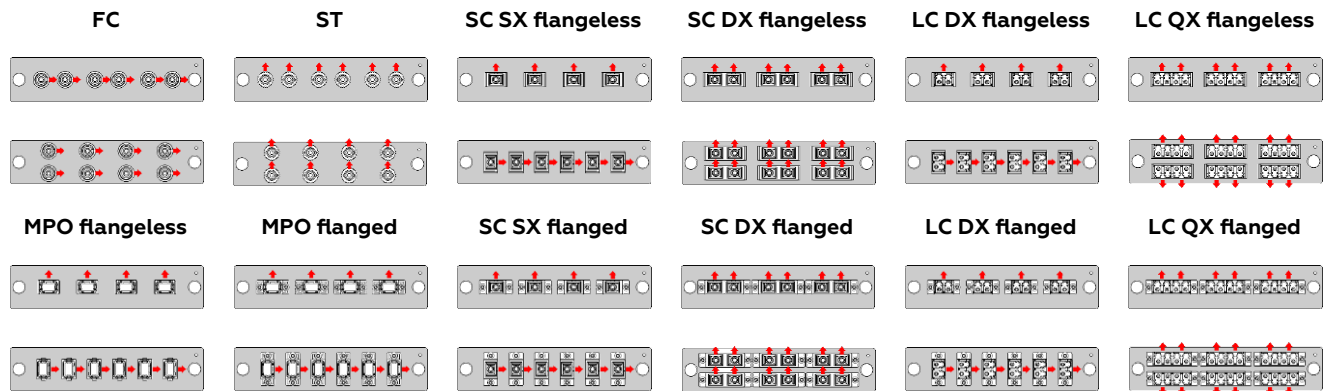 FC
ST
SC SX flangeless
SC DX flangeless
LC DX flangeless
LC QX flangeless
MPO flangeless
MPO flanged
SC SX flanged
SC DX flanged
LC DX flanged
LC QX flanged